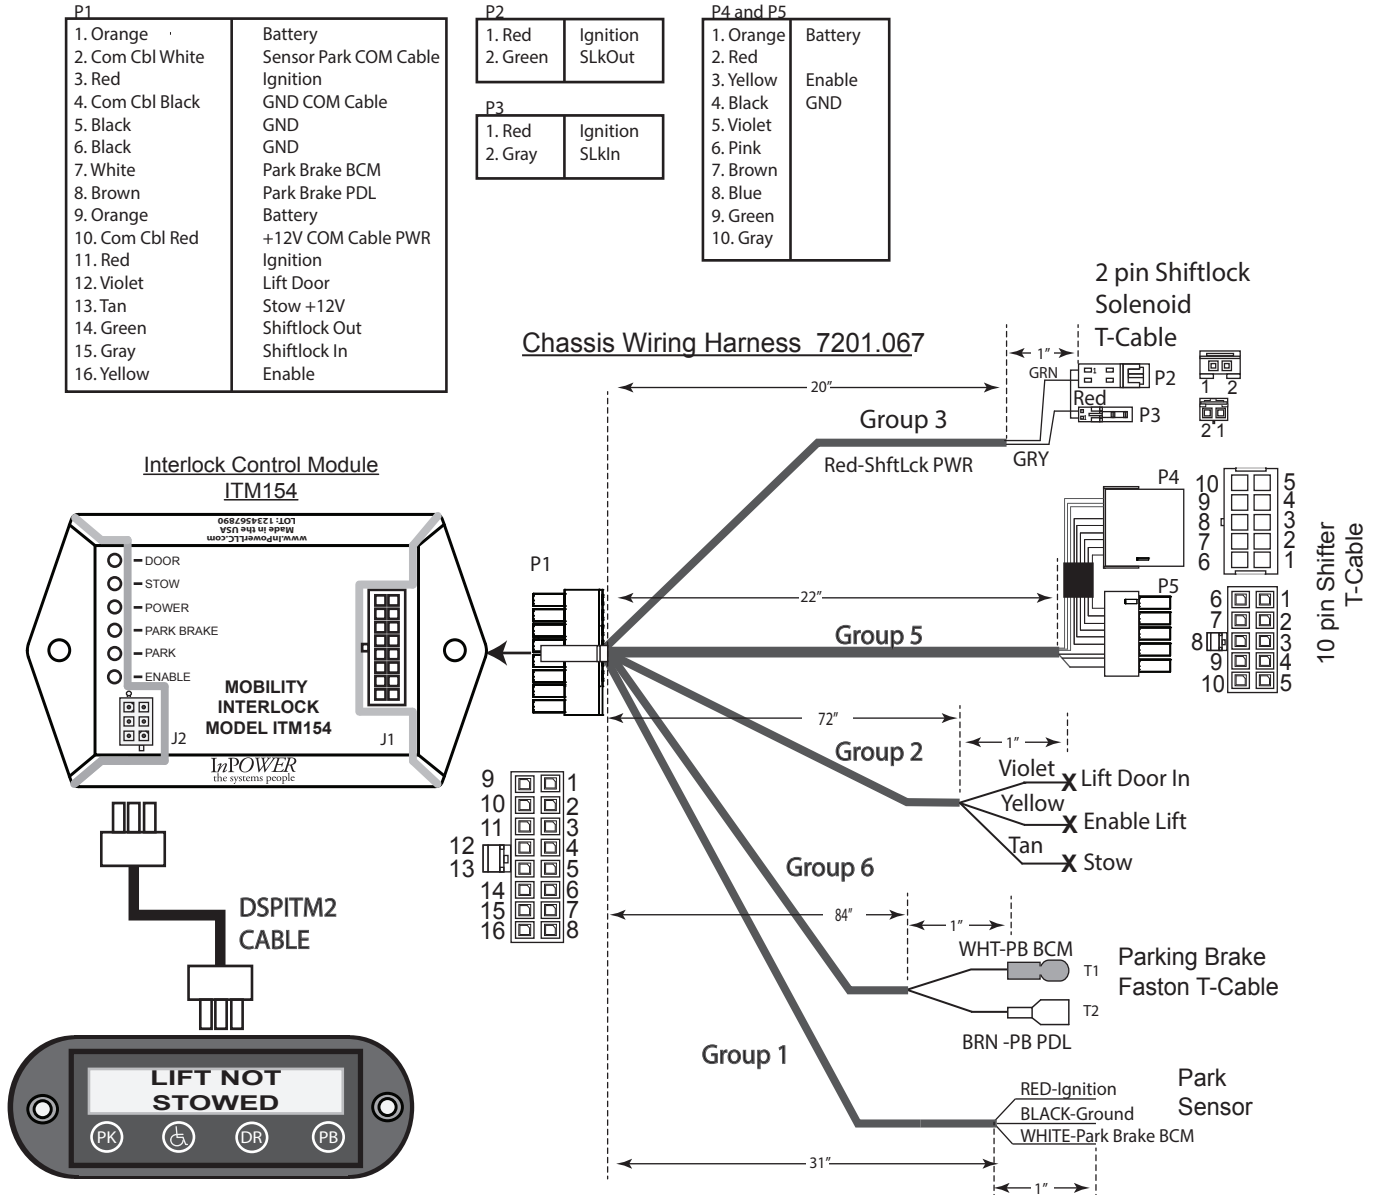 P1
1. Orange Battery
2. Com Cbl White Sensor Park COM Cable
3. Red Ignition
4. Com Cbl Black GND COM Cable
5. Black GND
6. Black GND
7. White Park Brake BCM
8. Brown Park Brake PDL
9. Orange Battery
10. Com Cbl Red +12V COM Cable PWR
11. Red Ignition
12. Violet Lift Door
13. Tan Stow +12V
14. Green Shiftlock Out
15. Gray Shiftlock In
16. Yellow Enable
P2
1. Red Ignition
2. Green SLkOut
P3
1. Red Ignition
2. Gray SLkIn
P4 and P5
1. Orange Battery
2. Red
3. Yellow Enable
4. Black GND
5. Violet
6. Pink
7. Brown
8. Blue
9. Green
10. Gray
2 pin Shiftlock
Solenoid
T-Cable
Chassis Wiring Harness 7201.067
1”
20”
GRN
1
P2
1 2
Red
P3
2 1
Group 3
Red-ShftLck PWR
GRY
Interlock Control Module
ITM154
www.InPowerLLC.com
Made in the USA
LOT: 1234567890
DOOR
STOW
POWER
PARK BRAKE
PARK
ENABLE
MOBILITY
INTERLOCK
MODEL ITM154
J2
J1
InPOWER
the systems people
P1
P4
10 5
9 4
8 3
7 2
6 1
10 pin Shifter
T-Cable
22”
P5
6 1
7 2
8 3
9 4
10 5
Group 5
72”
Group 2
1”
Violet X Lift Door In
Yellow X Enable Lift
Tan X Stow
9 1
10 2
11 3
12 4
13 5
14 6
15 7
16 8
Group 6
84”
1”
WHT-PB BCM
T1
T2
BRN -PB PDL
Parking Brake
Faston T-Cable
DSPITM2
CABLE
Group 1
RED-Ignition
BLACK-Ground
WHITE-Park Brake BCM
Park
Sensor
31”
1”
LIFT NOT
STOWED
PK DR PB